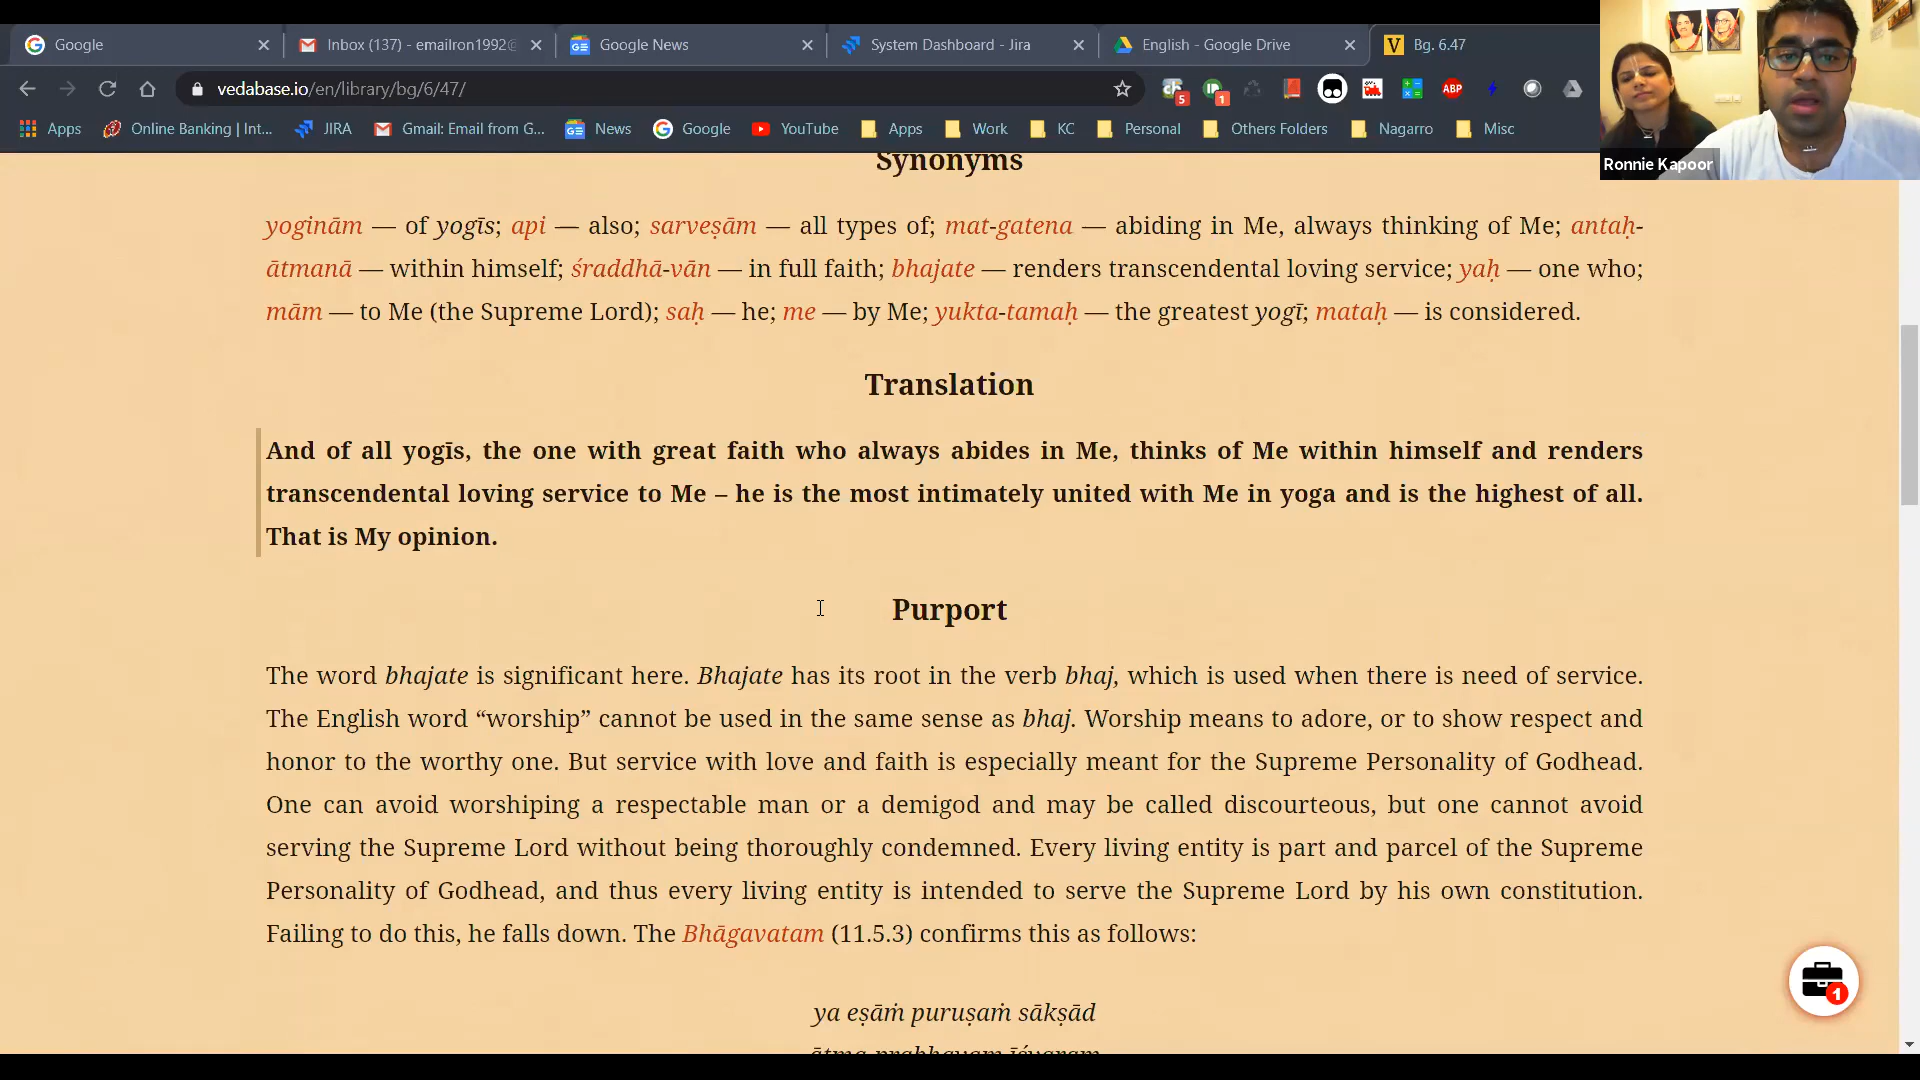 Google
Inbox (137) - emailron1992@
Google News
System Dashboard - Jira
English - Google Drive
Bg. 6.47
vedabase.io/en/library/bg/6/47/
5
1
ABP
Apps
Online Banking | Int...
JIRA
Gmail: Email from G...
News
Google
YouTube
Apps
Work
KC
Personal
Others Folders
Nagarro
Misc
Ronnie Kapoor
Synonyms
yoginām — of yogīs; api — also; sarveṣām — all types of; mat-gatena — abiding in Me, always thinking of Me; antaḥ-
ātmanā — within himself; śraddhā-vān — in full faith; bhajate — renders transcendental loving service; yaḥ — one who;
mām — to Me (the Supreme Lord); saḥ — he; me — by Me; yukta-tamaḥ — the greatest yogī; mataḥ — is considered.
Translation
And of all yogīs, the one with great faith who always abides in Me, thinks of Me within himself and renders
transcendental loving service to Me – he is the most intimately united with Me in yoga and is the highest of all.
That is My opinion.
Purport
The word bhajate is significant here. Bhajate has its root in the verb bhaj, which is used when there is need of service.
The English word “worship” cannot be used in the same sense as bhaj. Worship means to adore, or to show respect and
honor to the worthy one. But service with love and faith is especially meant for the Supreme Personality of Godhead.
One can avoid worshiping a respectable man or a demigod and may be called discourteous, but one cannot avoid
serving the Supreme Lord without being thoroughly condemned. Every living entity is part and parcel of the Supreme
Personality of Godhead, and thus every living entity is intended to serve the Supreme Lord by his own constitution.
Failing to do this, he falls down. The Bhāgavatam (11.5.3) confirms this as follows:
ya eṣāṁ puruṣaṁ sākṣād
ātma-prabhavam īśvaram
1